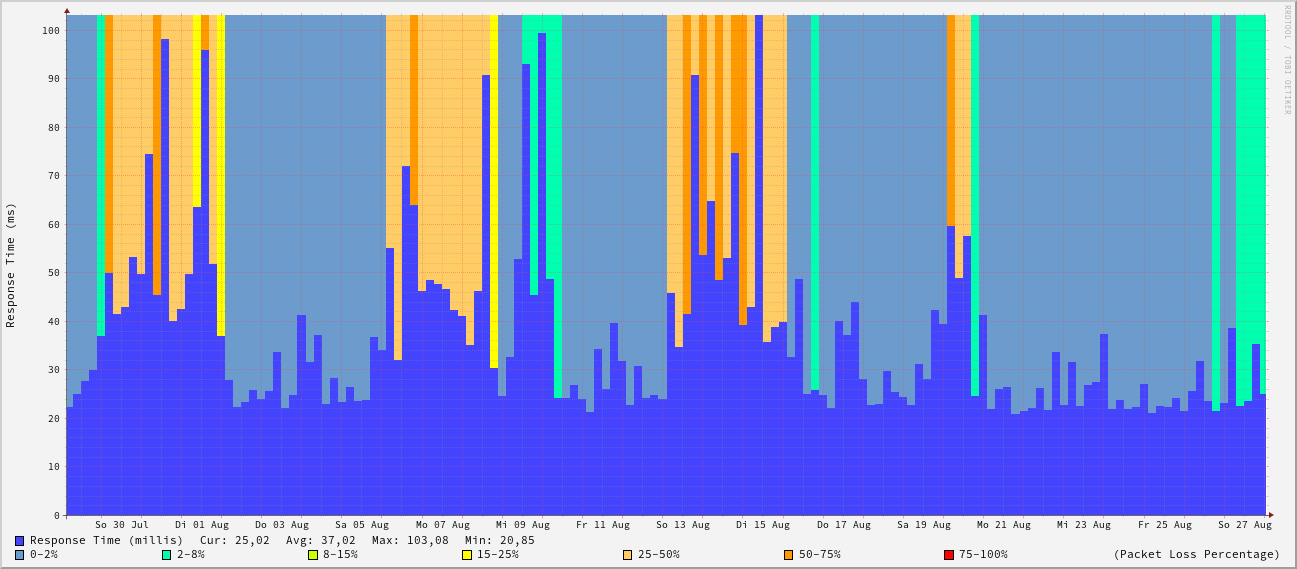 RRDTOOL / TOBI OETIKER
Response Time (ms)
100
90
80
70
60
50
40
30
20
10
0
So 30 Jul Di 01 Aug Do 03 Aug Sa 05 Aug Mo 07 Aug Mi 09 Aug Fr 11 Aug So 13 Aug Di 15 Aug Do 17 Aug Sa 19 Aug Mo 21 Aug Mi 23 Aug Fr 25 Aug So 27 Aug
Response Time (millis) Cur: 25,02 Avg: 37,02 Max: 103,08 Min: 20,85
0-2% 2-8% 8-15% 15-25% 25-50% 50-75% 75-100% (Packet Loss Percentage)